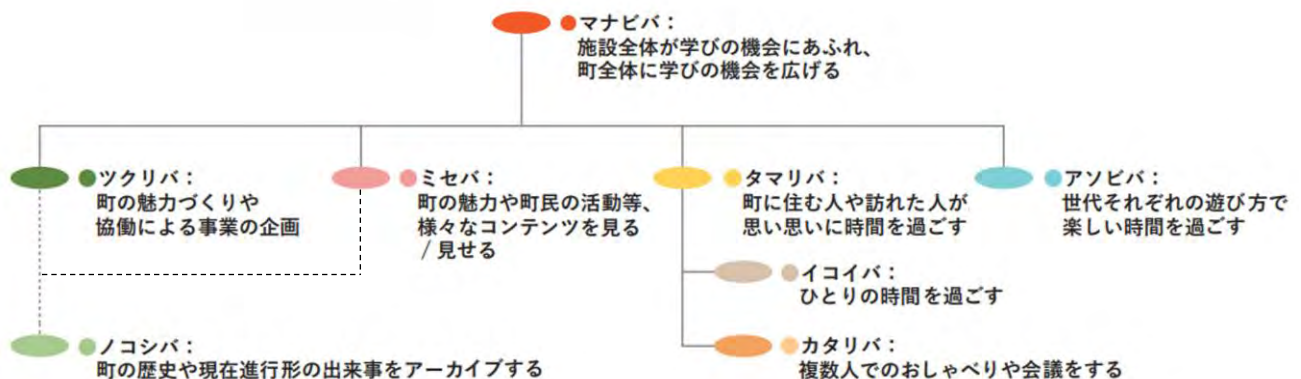 ●マナビバ：
施設全体が学びの機会にあふれ、
町全体に学びの機会を広げる
●ツクリバ：
町の魅力づくりや
協働による事業の企画
●ミセバ：
町の魅力や町民の活動等、
様々なコンテンツを見る
/ 見せる
●タマリバ：
町に住む人や訪れた人が
思い思いに時間を過ごす
●アソビバ：
世代それぞれの遊び方で
楽しい時間を過ごす
●イコイバ：
ひとりの時間を過ごす
●ノコシバ：
町の歴史や現在進行形の出来事をアーカイブする
●カタリバ：
複数人でのおしゃべりや会議をする